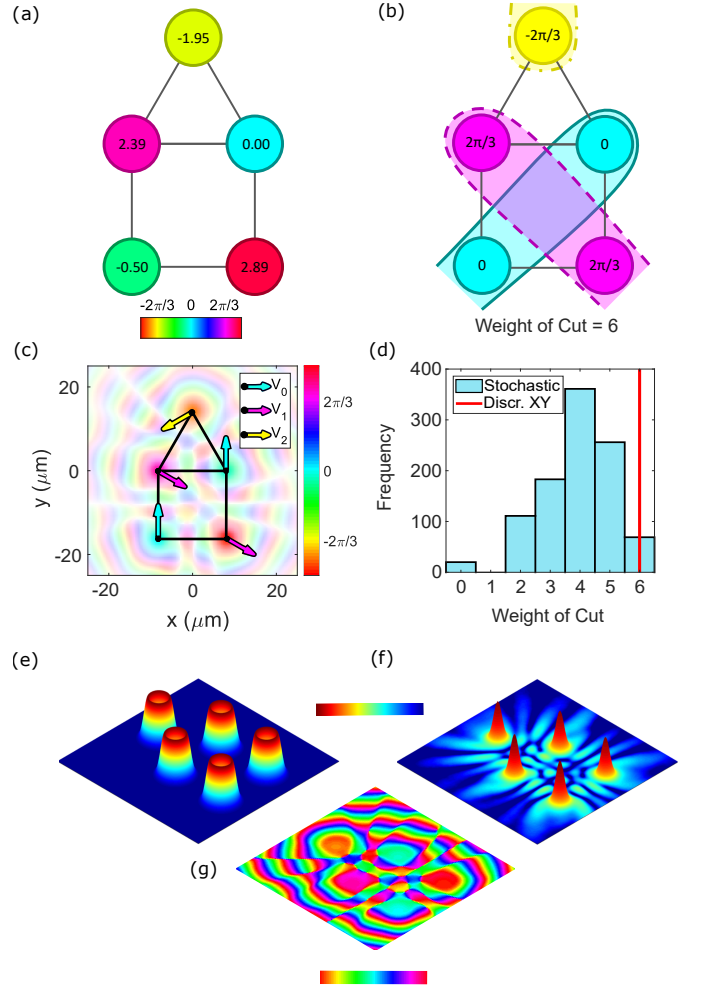 (a)
-1.95
2.39
0.00
-0.50
2.89
-2π/3 0 2π/3
(b)
-2π/3
2π/3
0
0
2π/3
Weight of Cut = 6
(c)
V0
V1
V2
20
0
-20
y (μm)
-20 0 20
x (μm)
2π/3
0
-2π/3
(d)
Stochastic
Discr. XY
400
300
200
100
0
Frequency
0 1 2 3 4 5 6
Weight of Cut
(e)
(f)
(g)